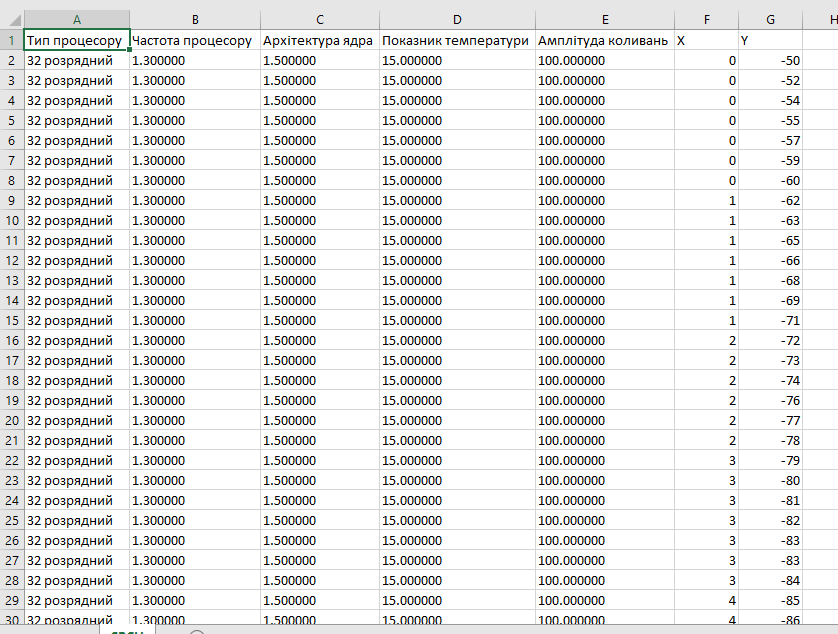 A B C D E F G H
1 Тип процесору Частота процесору Архітектура ядра Показник температури Амплітуда коливань X Y
2 32 розрядний 1.300000 1.500000 15.000000 100.000000 0 -50
3 32 розрядний 1.300000 1.500000 15.000000 100.000000 0 -52
4 32 розрядний 1.300000 1.500000 15.000000 100.000000 0 -54
5 32 розрядний 1.300000 1.500000 15.000000 100.000000 0 -55
6 32 розрядний 1.300000 1.500000 15.000000 100.000000 0 -57
7 32 розрядний 1.300000 1.500000 15.000000 100.000000 0 -59
8 32 розрядний 1.300000 1.500000 15.000000 100.000000 0 -60
9 32 розрядний 1.300000 1.500000 15.000000 100.000000 1 -62
10 32 розрядний 1.300000 1.500000 15.000000 100.000000 1 -63
11 32 розрядний 1.300000 1.500000 15.000000 100.000000 1 -65
12 32 розрядний 1.300000 1.500000 15.000000 100.000000 1 -66
13 32 розрядний 1.300000 1.500000 15.000000 100.000000 1 -68
14 32 розрядний 1.300000 1.500000 15.000000 100.000000 1 -69
15 32 розрядний 1.300000 1.500000 15.000000 100.000000 1 -71
16 32 розрядний 1.300000 1.500000 15.000000 100.000000 2 -72
17 32 розрядний 1.300000 1.500000 15.000000 100.000000 2 -73
18 32 розрядний 1.300000 1.500000 15.000000 100.000000 2 -74
19 32 розрядний 1.300000 1.500000 15.000000 100.000000 2 -76
20 32 розрядний 1.300000 1.500000 15.000000 100.000000 2 -77
21 32 розрядний 1.300000 1.500000 15.000000 100.000000 2 -78
22 32 розрядний 1.300000 1.500000 15.000000 100.000000 3 -79
23 32 розрядний 1.300000 1.500000 15.000000 100.000000 3 -80
24 32 розрядний 1.300000 1.500000 15.000000 100.000000 3 -81
25 32 розрядний 1.300000 1.500000 15.000000 100.000000 3 -82
26 32 розрядний 1.300000 1.500000 15.000000 100.000000 3 -83
27 32 розрядний 1.300000 1.500000 15.000000 100.000000 3 -83
28 32 розрядний 1.300000 1.500000 15.000000 100.000000 3 -84
29 32 розрядний 1.300000 1.500000 15.000000 100.000000 4 -85
30 32 розрядний 1.300000 1.500000 15.000000 100.000000 4 -86